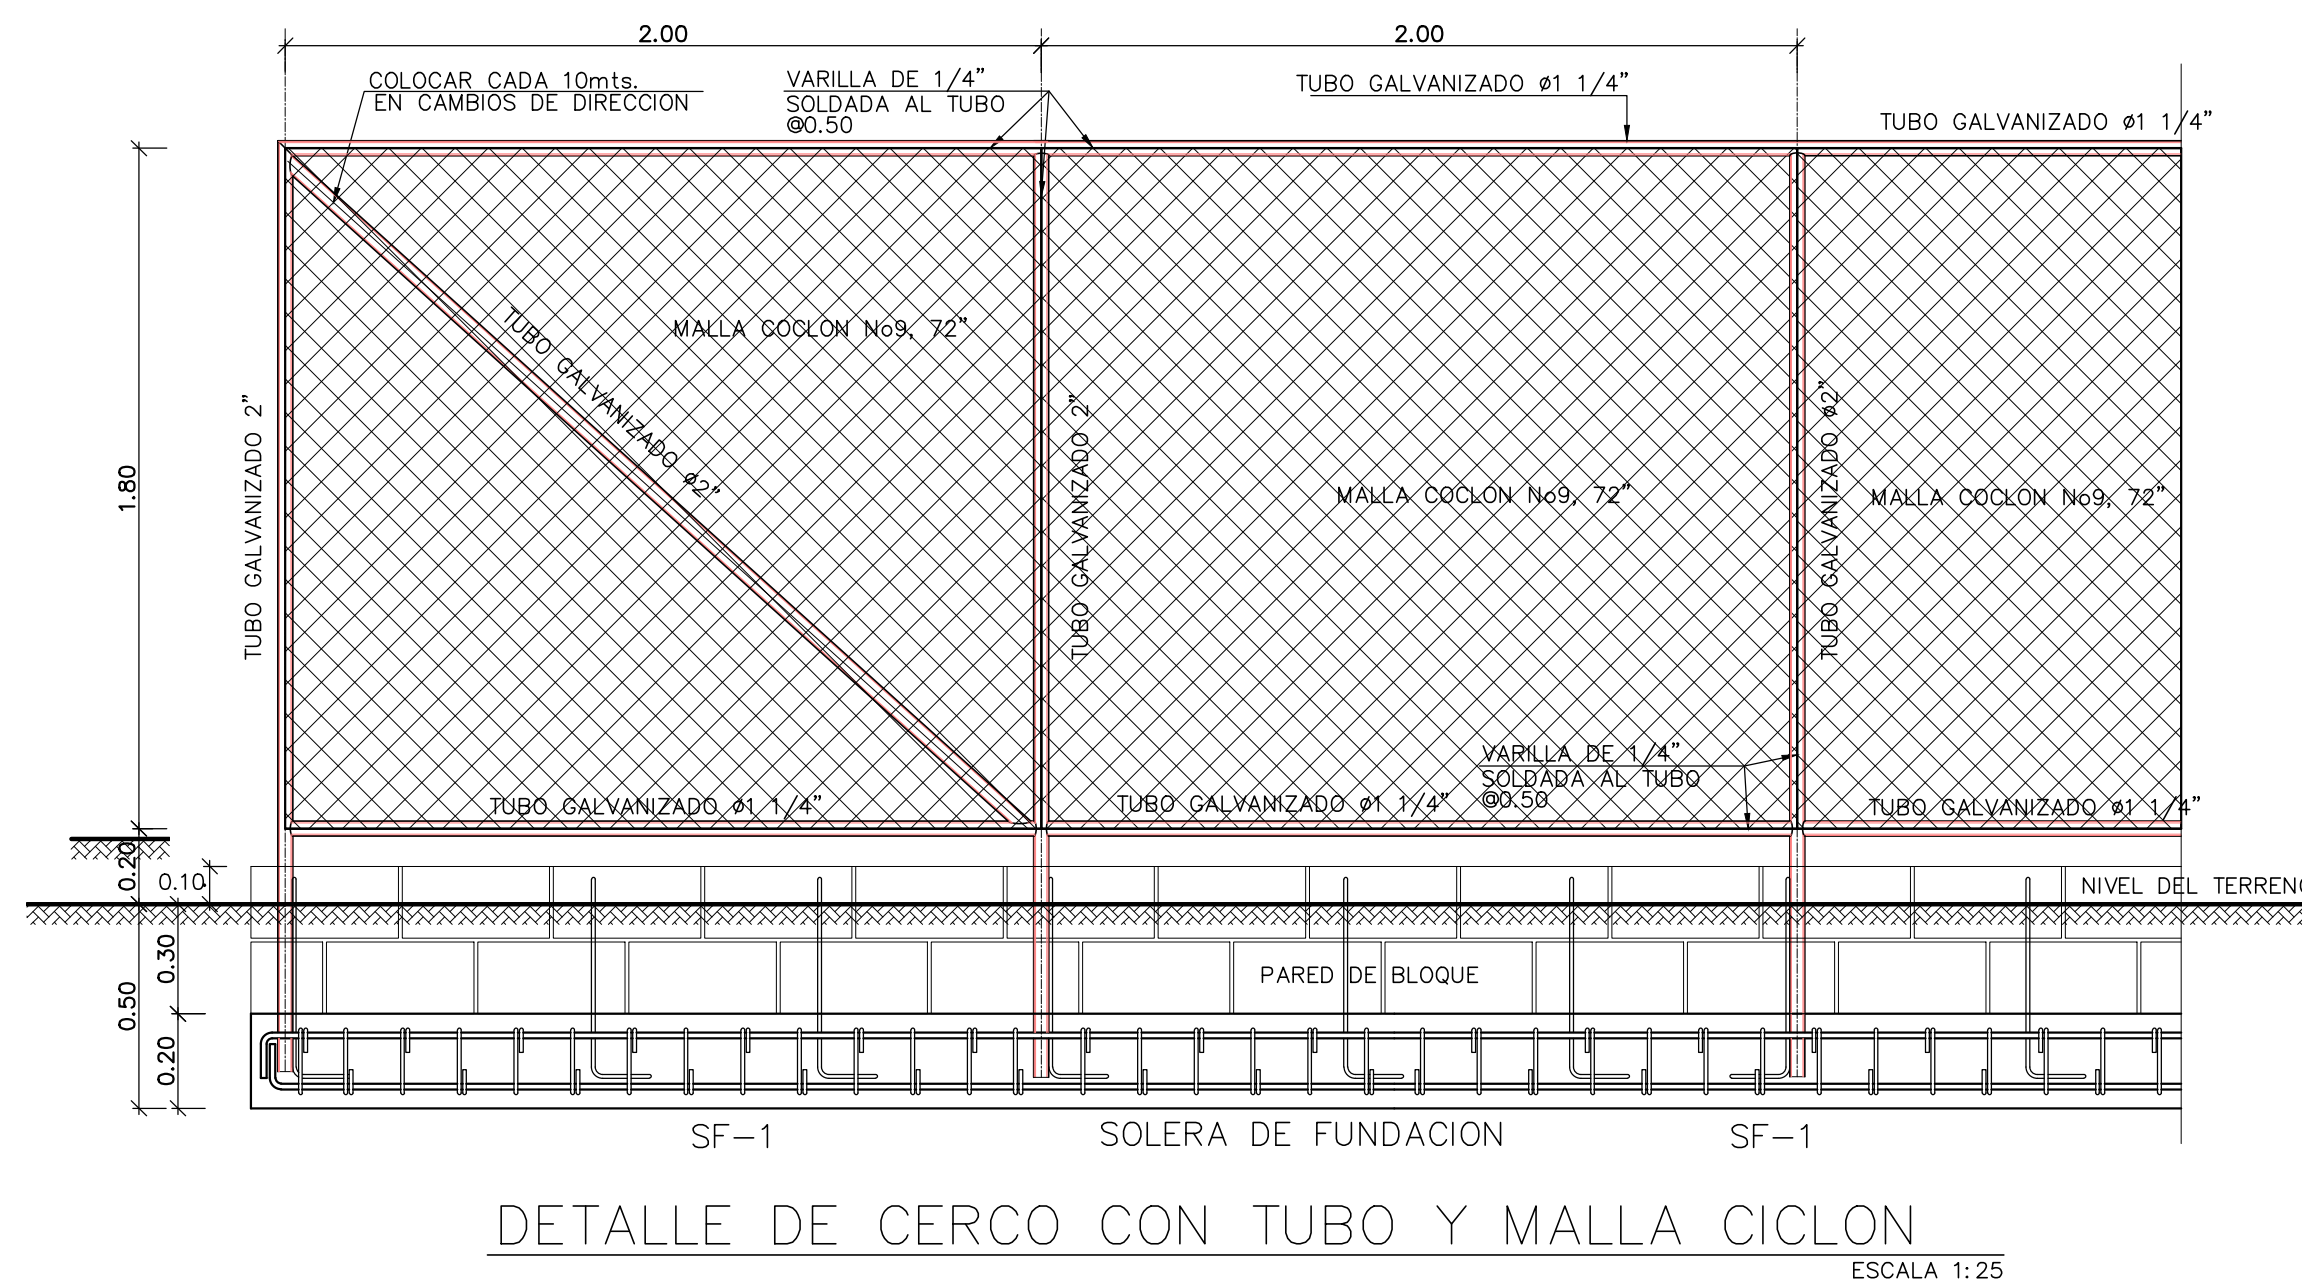 2.00
2.00
COLOCAR CADA 10mts.
EN CAMBIOS DE DIRECCION
VARILLA DE 1/4"
SOLDADA AL TUBO
@0.50
TUBO GALVANIZADO ø1 1/4"
TUBO GALVANIZADO ø1 1/4"
1.80
TUBO GALVANIZADO 2"
TUBO GALVANIZADO ø2"
MALLA COCLON No9, 72"
TUBO GALVANIZADO 2"
MALLA COCLON No9, 72"
TUBO GALVANIZADO ø2"
MALLA COCLON No9, 72"
VARILLA DE 1/4"
SOLDADA AL TUBO
@0.50
TUBO GALVANIZADO ø1 1/4"
TUBO GALVANIZADO ø1 1/4"
TUBO GALVANIZADO ø1 1/4"
0.20
0.10
NIVEL DEL TERRENO
0.30
0.50
0.20
PARED DE BLOQUE
SF-1
SOLERA DE FUNDACION
SF-1
DETALLE DE CERCO CON TUBO Y MALLA CICLON
ESCALA 1:25